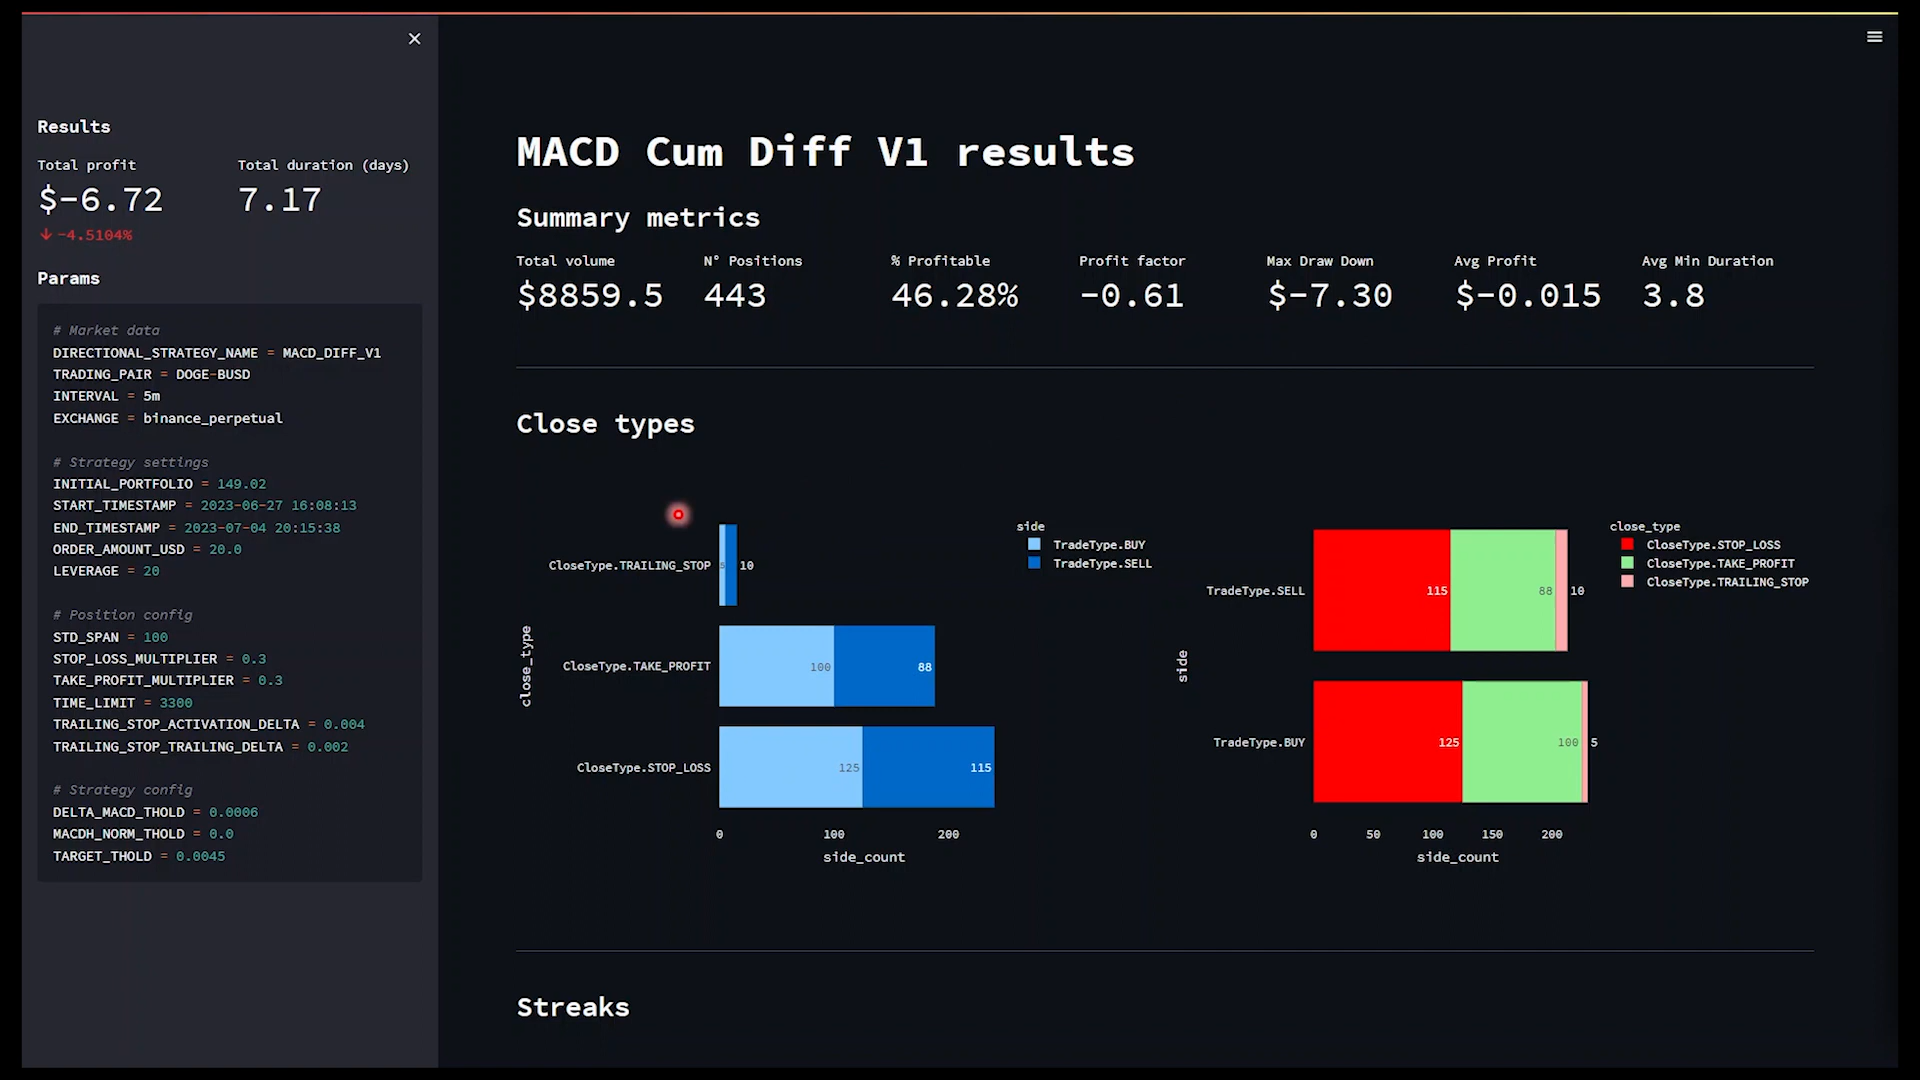 Results
Total profit
$-6.72
-4.5104%
Total duration (days)
7.17
Params
# Market data
DIRECTIONAL_STRATEGY_NAME = MACD_DIFF_V1
TRADING_PAIR = DOGE-BUSD
INTERVAL = 5m
EXCHANGE = binance_perpetual
# Strategy settings
INITIAL_PORTFOLIO = 149.02
START_TIMESTAMP = 2023-06-27 16:08:13
END_TIMESTAMP = 2023-07-04 20:15:38
ORDER_AMOUNT_USD = 20.0
LEVERAGE = 20
# Position config
STD_SPAN = 100
STOP_LOSS_MULTIPLIER = 0.3
TAKE_PROFIT_MULTIPLIER = 0.3
TIME_LIMIT = 3300
TRAILING_STOP_ACTIVATION_DELTA = 0.004
TRAILING_STOP_TRAILING_DELTA = 0.002
# Strategy config
DELTA_MACD_THOLD = 0.0006
MACDH_NORM_THOLD = 0.0
TARGET_THOLD = 0.0045
MACD Cum Diff V1 results
Summary metrics
Total volume
$8859.5
N° Positions
443
% Profitable
46.28%
Profit factor
-0.61
Max Draw Down
$-7.30
Avg Profit
$-0.015
Avg Min Duration
3.8
Close types
close_type
CloseType.TRAILING_STOP 5 10
CloseType.TAKE_PROFIT 100 88
CloseType.STOP_LOSS 125 115
0 100 200
side_count
side
TradeType.BUY
TradeType.SELL
side
TradeType.SELL 115 88 10
TradeType.BUY 125 100 5
0 50 100 150 200
side_count
close_type
CloseType.STOP_LOSS
CloseType.TAKE_PROFIT
CloseType.TRAILING_STOP
Streaks